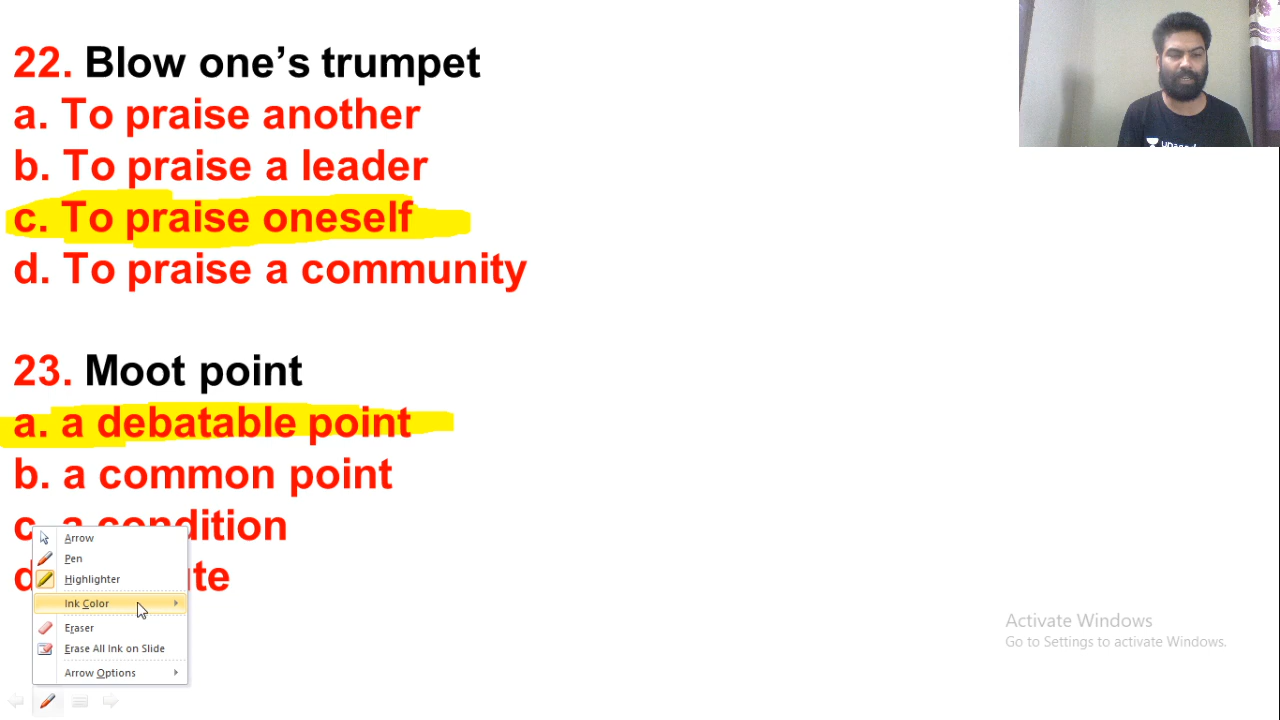 22. Blow one’s trumpet
a. To praise another
b. To praise a leader
c. To praise oneself
d. To praise a community
23. Moot point
a. a debatable point
b. a common point
c. a condition
Arrow
Pen
Highlighter
Ink Color
Eraser
Erase All Ink on Slide
Arrow Options
Activate Windows
Go to Settings to activate Windows.